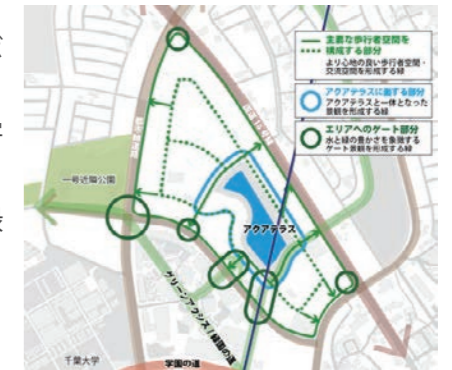 主要な歩行者空間を
構成する部分
より心地の良い歩行者空間・
交流空間を形成する緑
アクアテラスに面する部分
アクアテラスと一体となった
景観を形成する緑
エリアへのゲート部分
水と緑の豊かさを象徴する
ゲート景観を形成する緑
一号近隣公園
アクアテラス
グリーンアクシス/緑園の道
千葉大学
学園の道